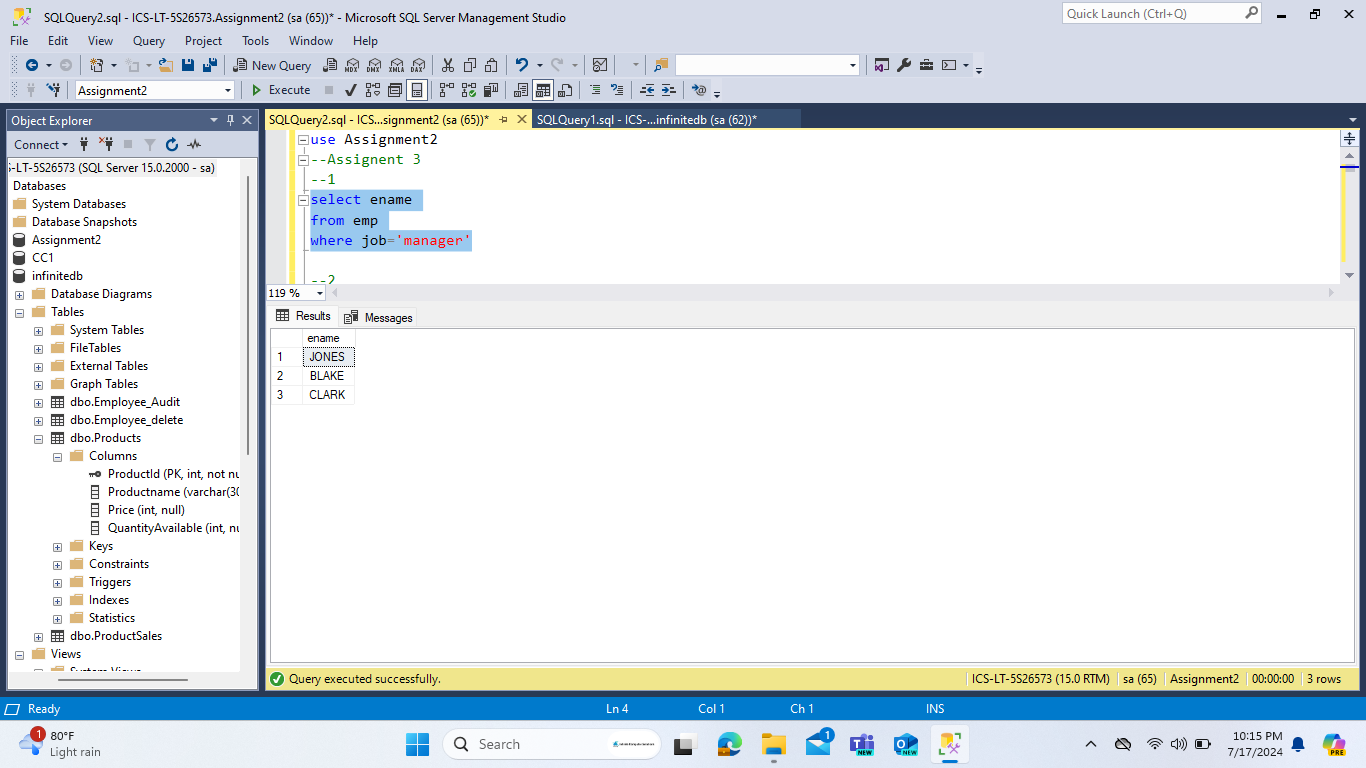 SQLQuery2.sql - ICS-LT-5S26573.Assignment2 (sa (65))* - Microsoft SQL Server Management Studio
Quick Launch (Ctrl+Q)
File Edit View Query Project Tools Window Help
New Query
MDX DMX XMLA DAX
Assignment2 Execute
Object Explorer
SQLQuery2.sql - ICS...signment2 (sa (65))* SQLQuery1.sql - ICS-...infinitedb (sa (62))*
Connect
-LT-5S26573 (SQL Server 15.0.2000 - sa)
Databases
System Databases
Database Snapshots
Assignment2
CC1
infinitedb
Database Diagrams
Tables
System Tables
FileTables
External Tables
Graph Tables
dbo.Employee_Audit
dbo.Employee_delete
dbo.Products
Columns
ProductId (PK, int, not nu
Productname (varchar(30
Price (int, null)
QuantityAvailable (int, nu
Keys
Constraints
Triggers
Indexes
Statistics
dbo.ProductSales
Views
System Views
use Assignment2
--Assignent 3
--1
select ename
from emp
where job='manager'
--2
119 %
Results Messages
ename
1 JONES
2 BLAKE
3 CLARK
Query executed successfully.
ICS-LT-5S26573 (15.0 RTM) sa (65) Assignment2 00:00:00 3 rows
Ready Ln 4 Col 1 Ch 1 INS
1
80°F
Light rain
Search
1
NEW
NEW
10:15 PM
7/17/2024
PRE